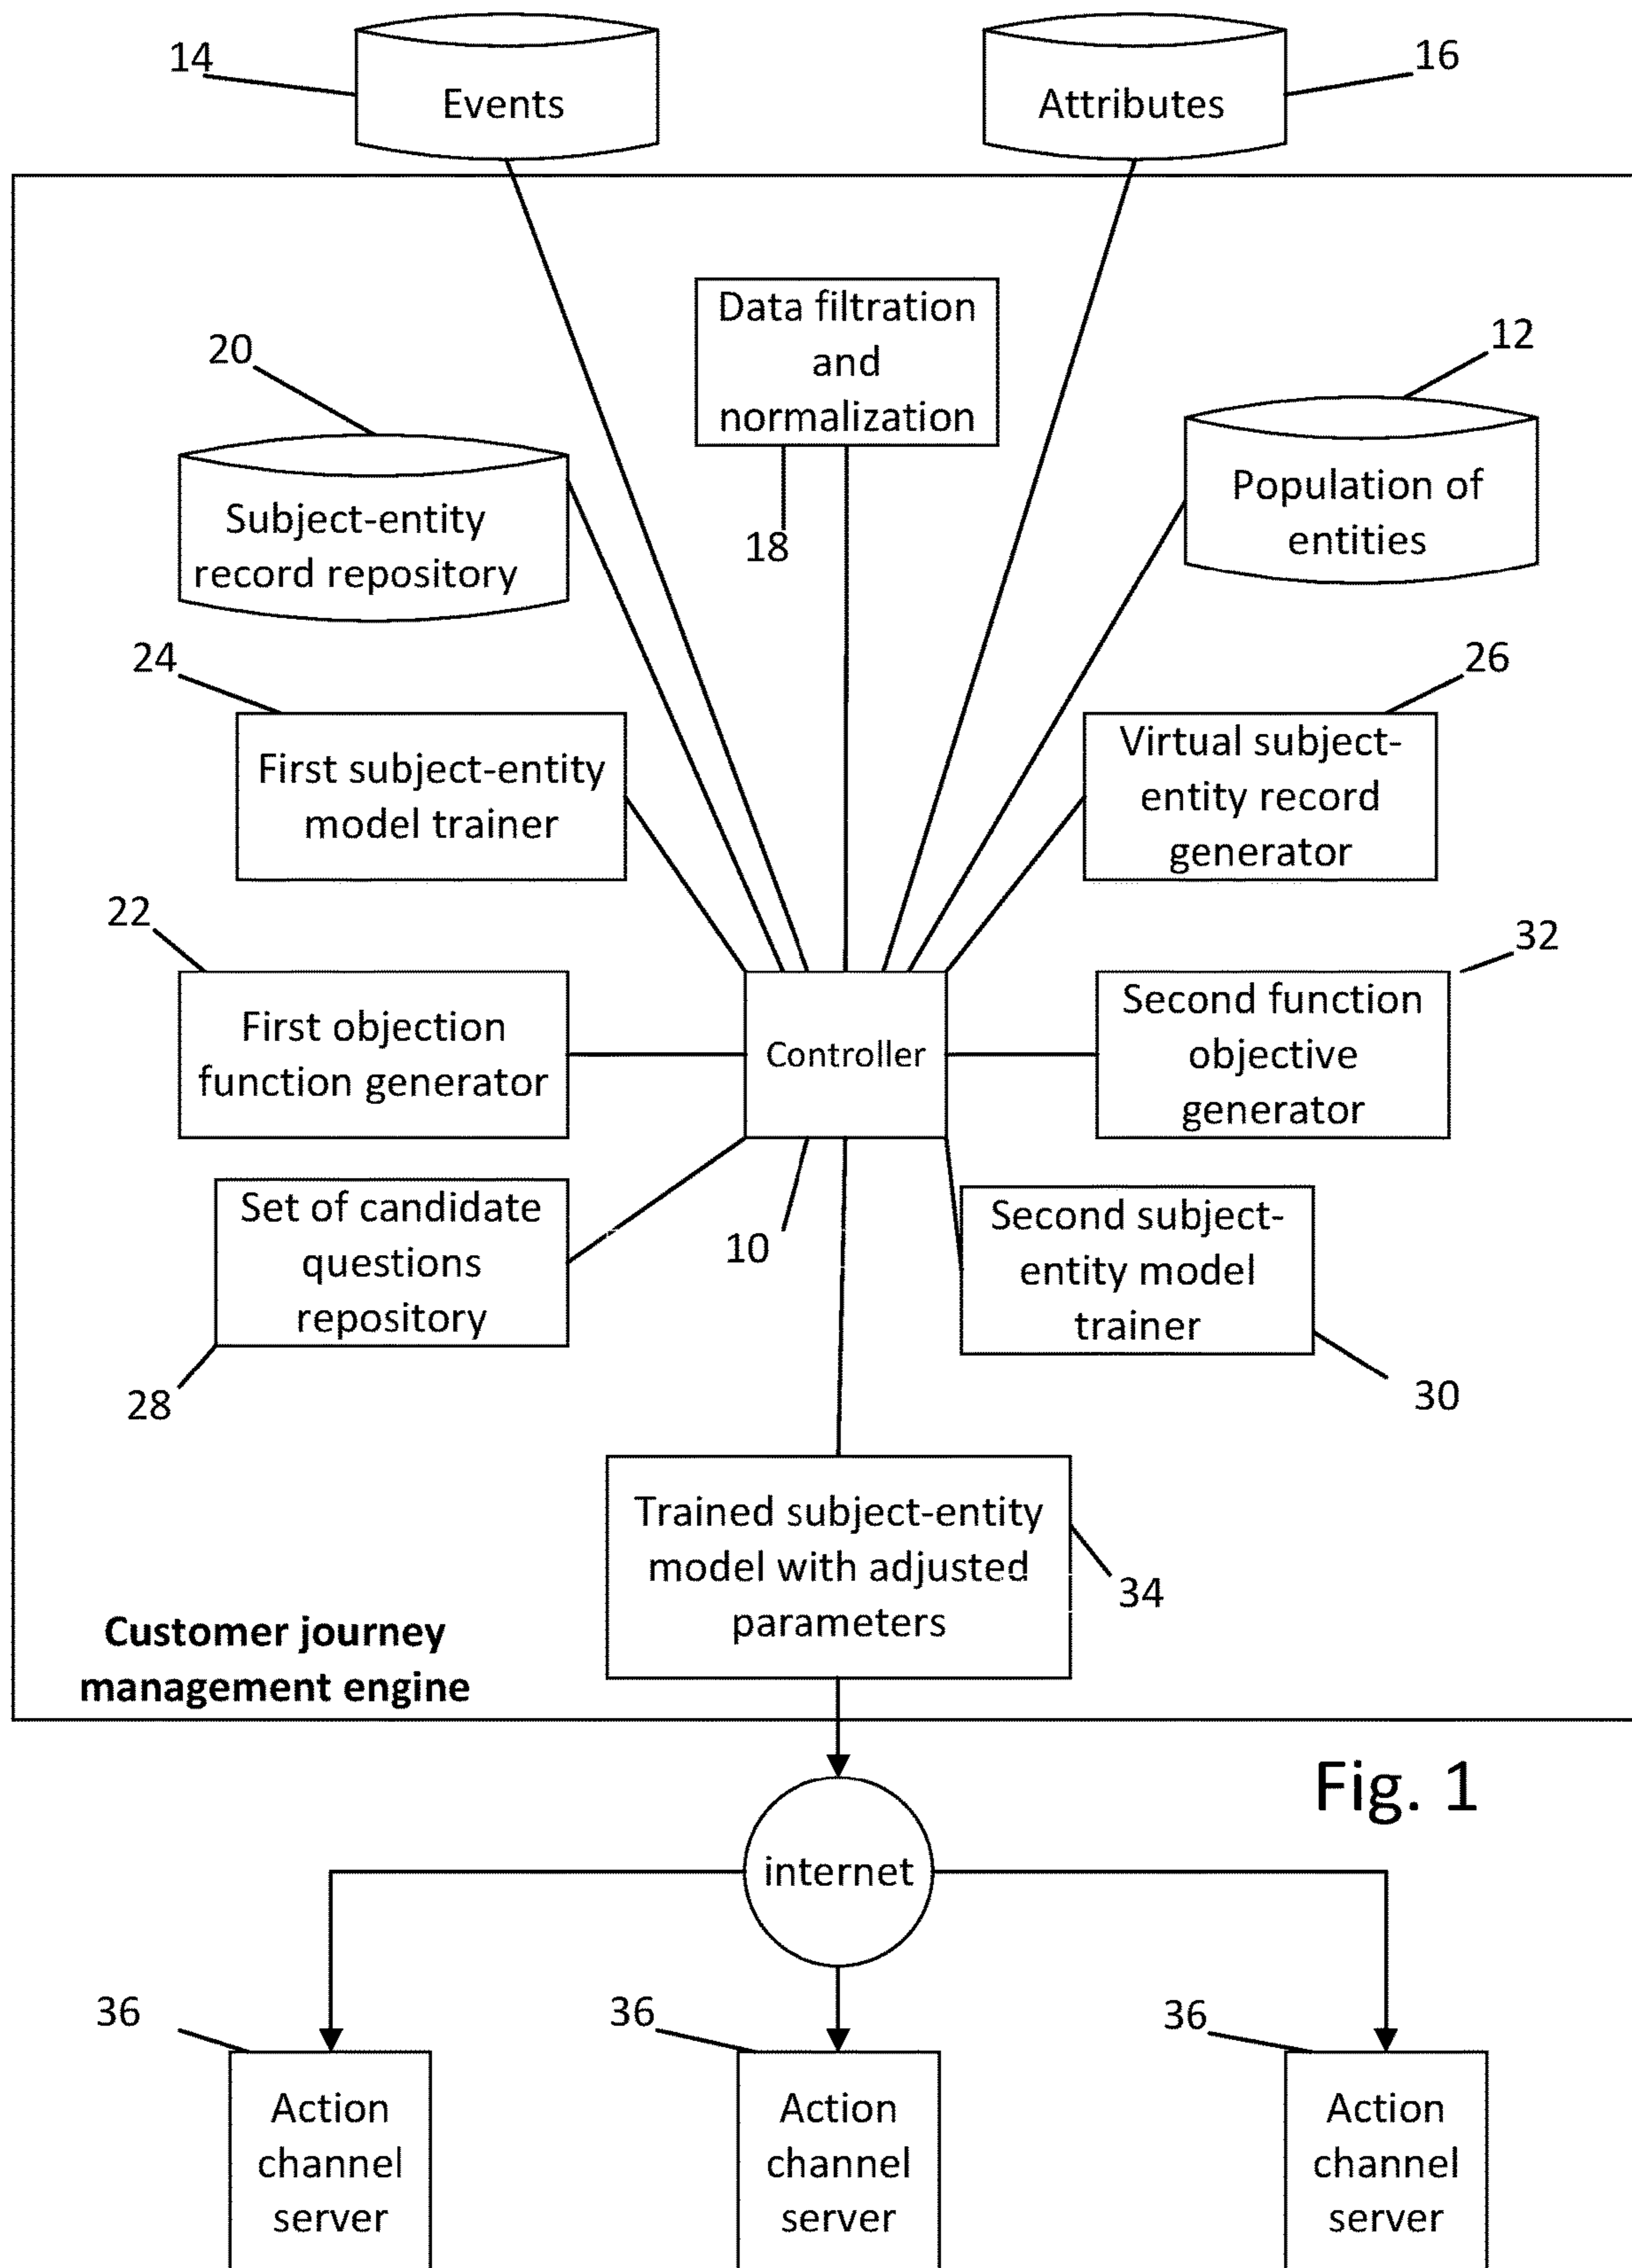 14
Events
Attributes
16
Data filtration
and
normalization
18
20
Subject-entity
record repository
12
Population of
entities
24
First subject-entity
model trainer
26
Virtual subject-
entity record
generator
22
First objection
function generator
Controller
10
32
Second function
objective
generator
Set of candidate
questions
repository
28
Second subject-
entity model
trainer
30
Trained subject-entity
model with adjusted
parameters
34
Customer journey
management engine
Fig. 1
internet
36
Action
channel
server
36
Action
channel
server
36
Action
channel
server